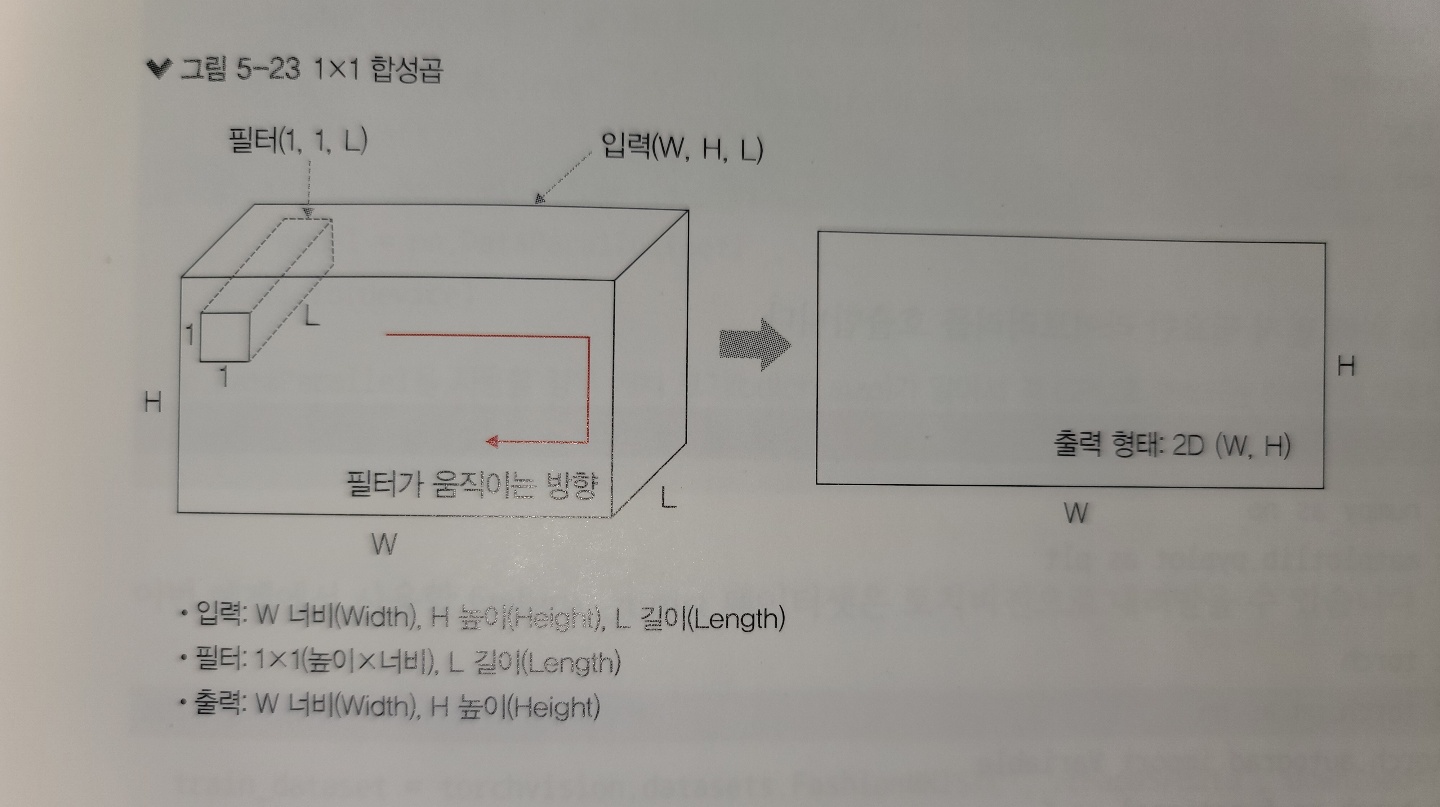 그림 5-23 1×1 합성곱
필터(1, 1, L)
입력(W, H, L)
L
1
1
H
H
출력 형태: 2D (W, H)
필터가 움직이는 방향
L
W
W
• 입력: W 너비(Width), H 높이(Height), L 길이(Length)
• 필터: 1×1(높이×너비), L 길이(Length)
• 출력: W 너비(Width), H 높이(Height)